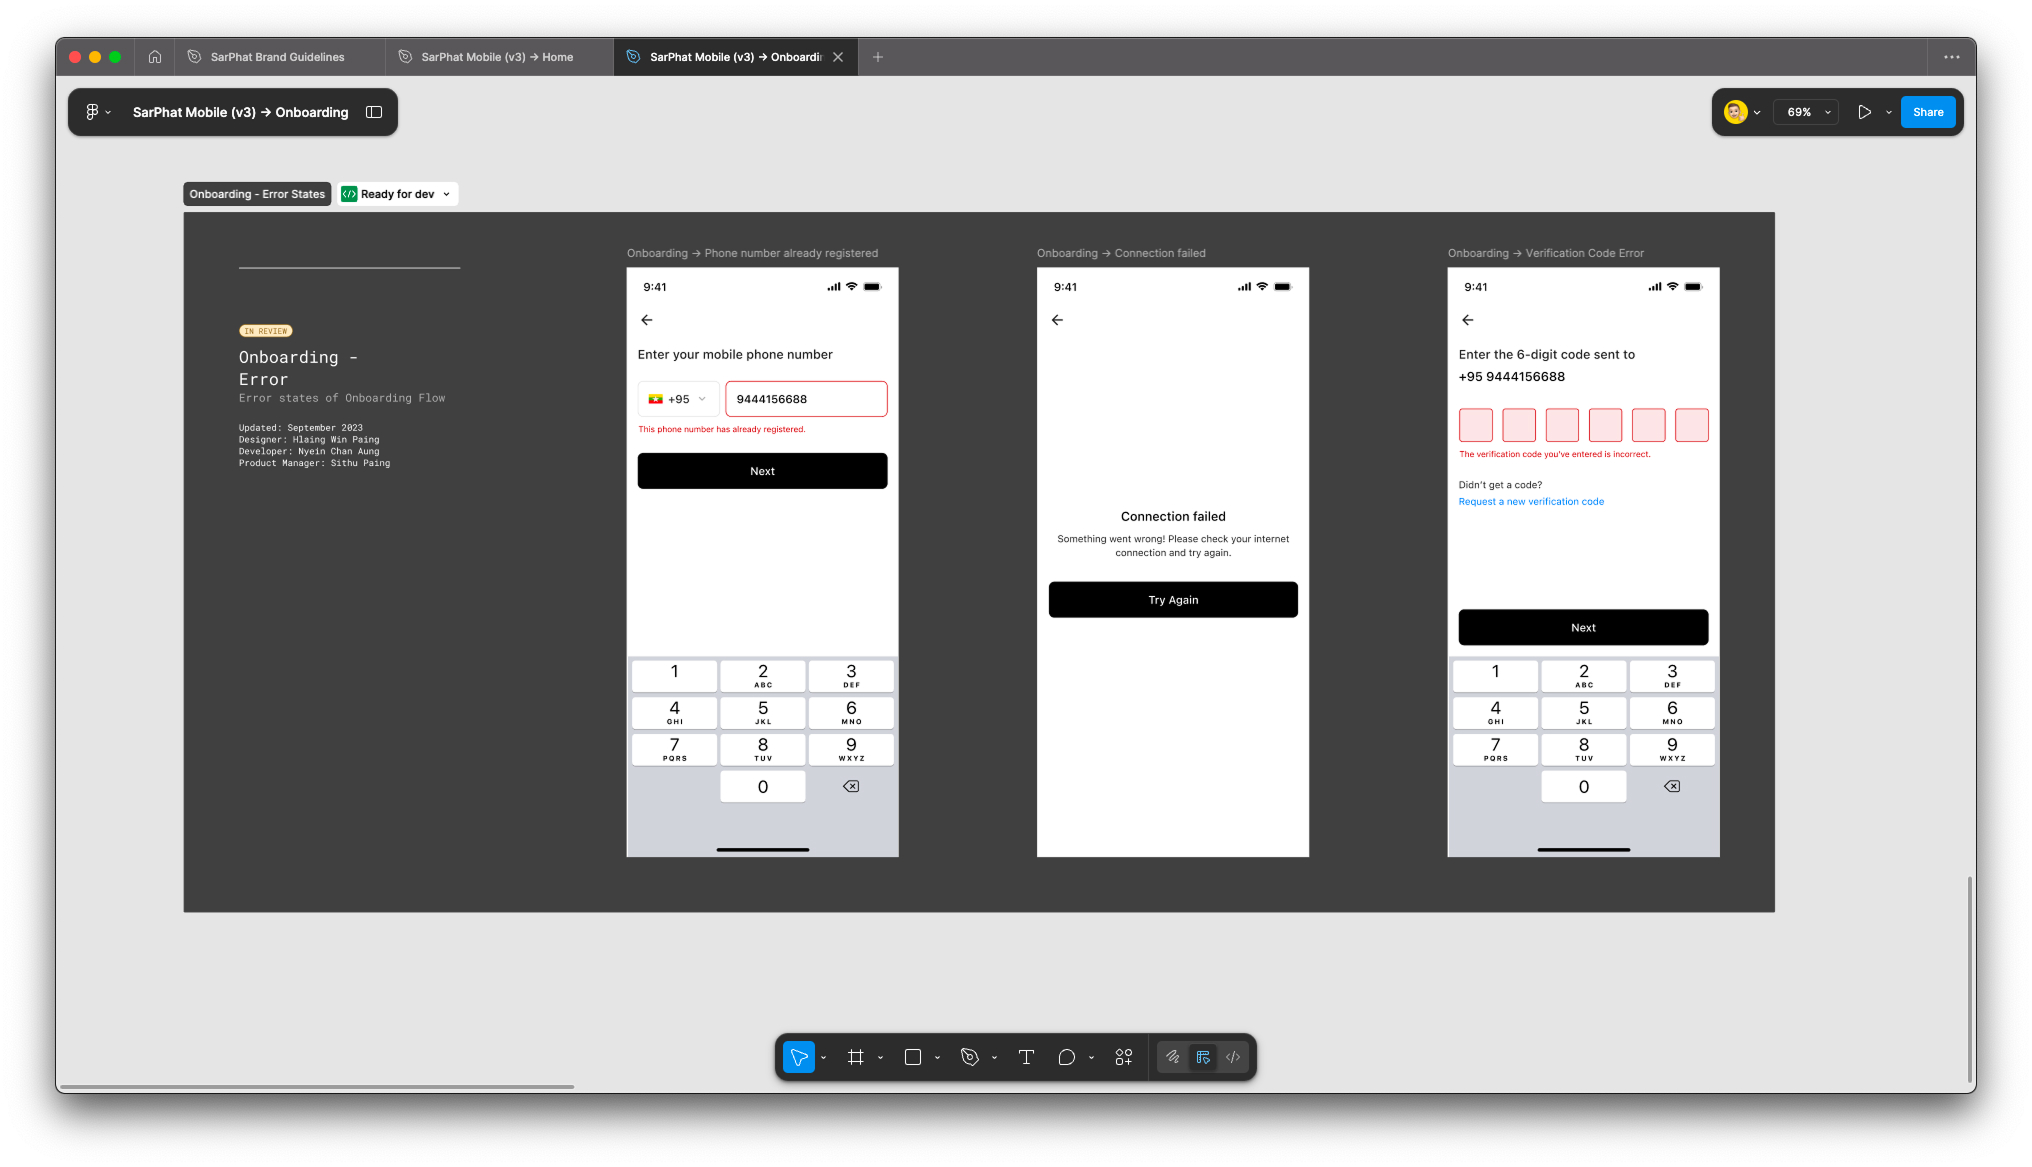 SarPhat Brand Guidelines
SarPhat Mobile (v3) → Home
SarPhat Mobile (v3) → Onboardin
SarPhat Mobile (v3) → Onboarding
69%
Share
Onboarding - Error States
Ready for dev
IN REVIEW
Onboarding -
Error
Error states of Onboarding Flow
Updated: September 2023
Designer: Hlaing Win Paing
Developer: Nyein Chan Aung
Product Manager: Sithu Paing
Onboarding → Phone number already registered
9:41
Enter your mobile phone number
+95
9444156688
This phone number has already registered.
Next
1
2
ABC
3
DEF
4
GHI
5
JKL
6
MNO
7
PQRS
8
TUV
9
WXYZ
0
Onboarding → Connection failed
9:41
Connection failed
Something went wrong! Please check your internet
connection and try again.
Try Again
Onboarding → Verification Code Error
9:41
Enter the 6-digit code sent to
+95 9444156688
The verification code you've entered is incorrect.
Didn't get a code?
Request a new verification code
Next
1
2
ABC
3
DEF
4
GHI
5
JKL
6
MNO
7
PQRS
8
TUV
9
WXYZ
0